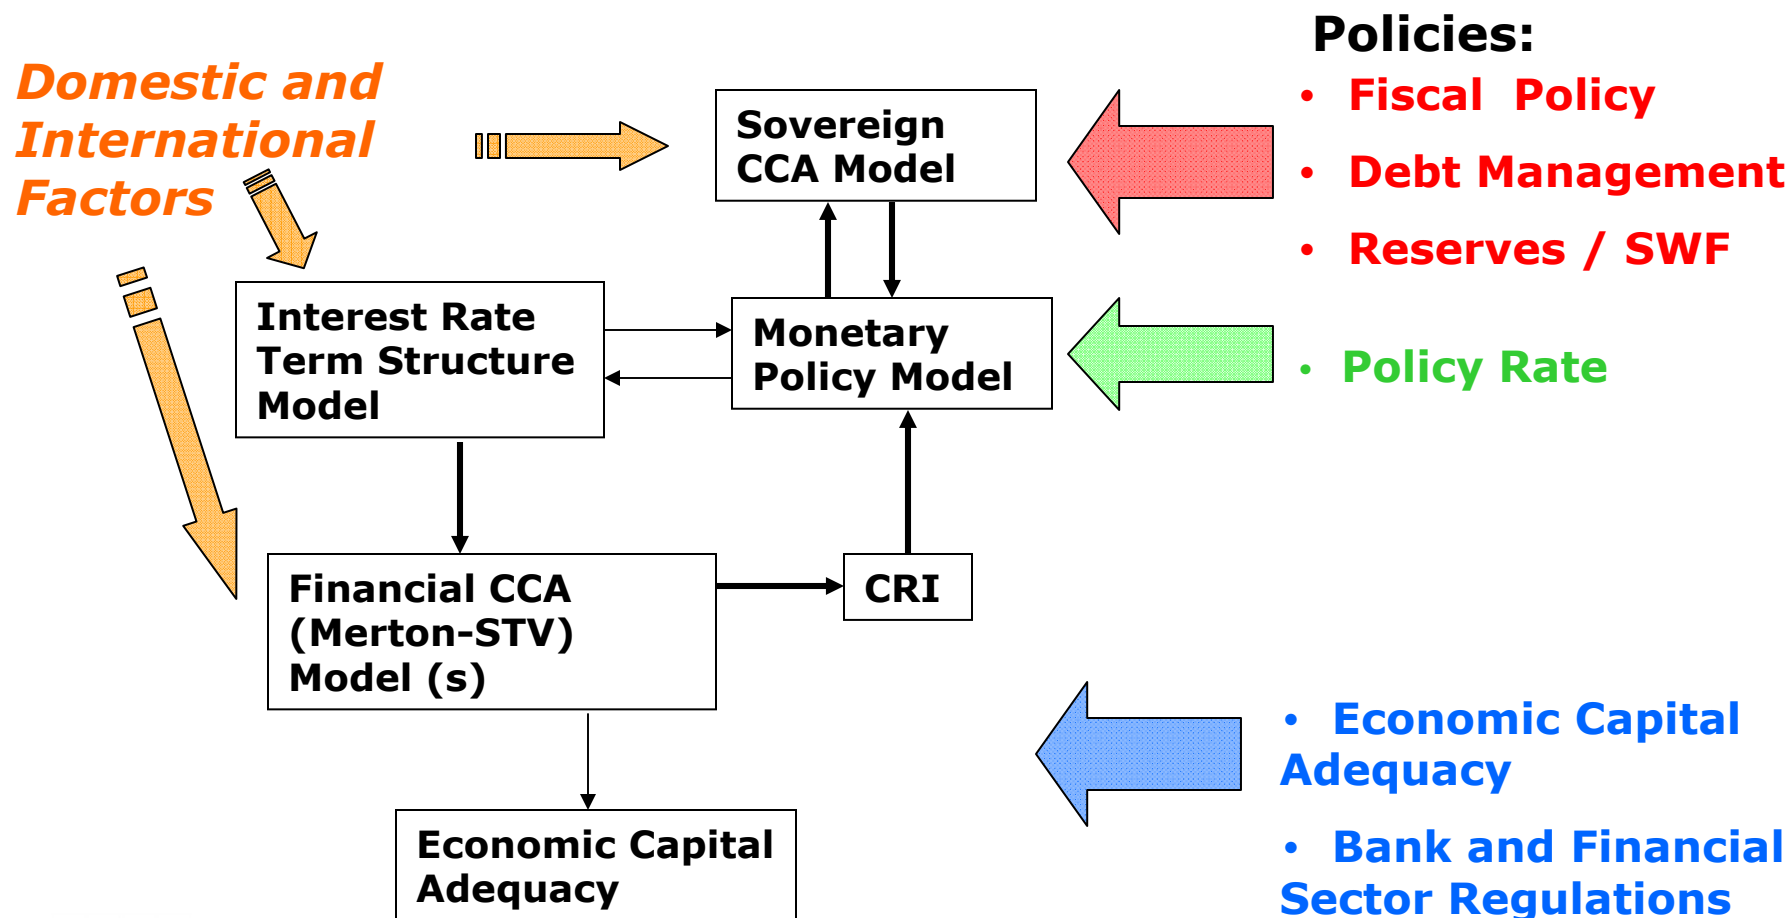 Domestic and
International
Factors
Sovereign
CCA Model
Interest Rate
Term Structure
Model
Monetary
Policy Model
Financial CCA
(Merton-STV)
Model (s)
CRI
Economic Capital
Adequacy
Policies:
• Fiscal Policy
• Debt Management
• Reserves / SWF
• Policy Rate
• Economic Capital
Adequacy
• Bank and Financial
Sector Regulations